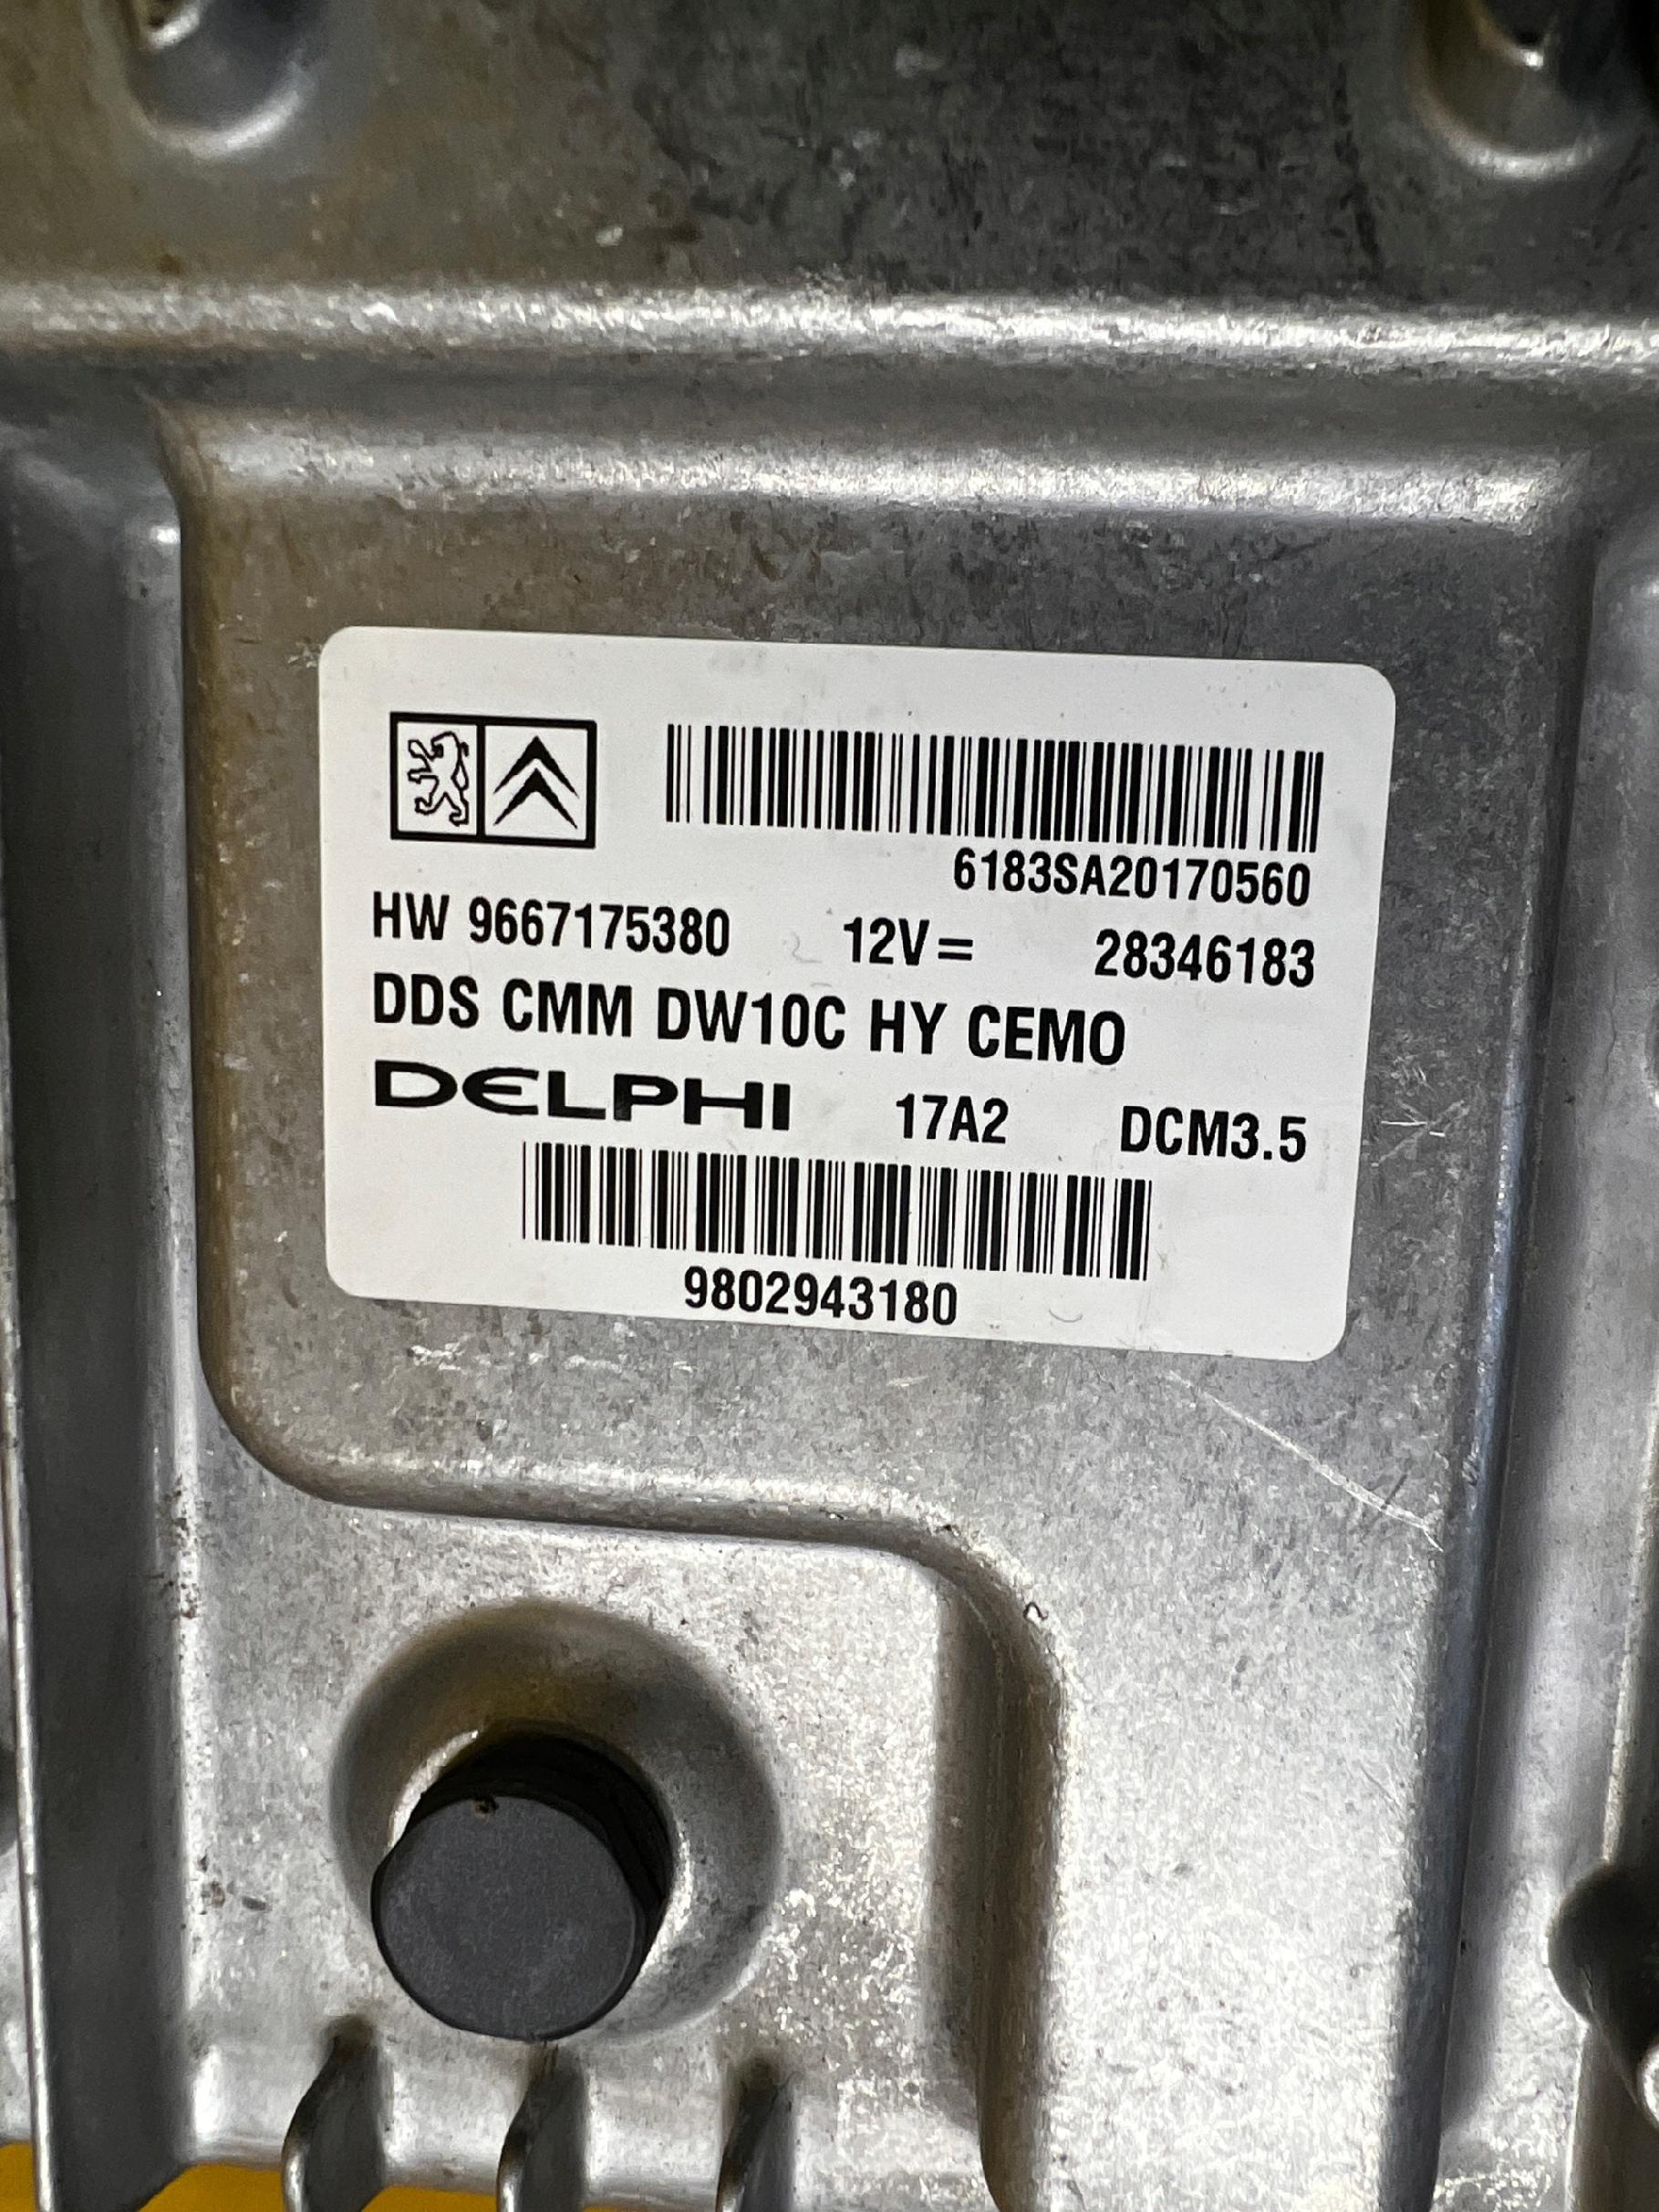 6183SA20170560
HW 9667175380 12V= 28346183
DDS CMM DW10C HY CEMO
DELPHI 17A2 DCM3.5
9802943180